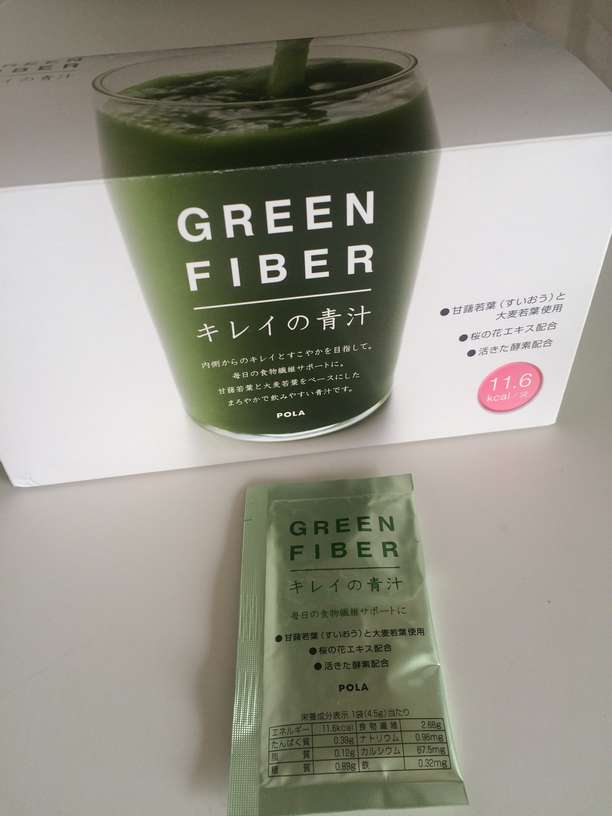 GREEN
FIBER
イの青汁
GREEN
FIBER
キレイの青汁
内側からのキレイとすこやかを目指して。
毎日の食物繊維サポートに。
甘藷若葉と大麦若葉をベースにした
まろやかで飲みやすい青汁です。
POLA
●甘藷若葉（すいおう）と
大麦若葉使用
●桜の花エキス配合
●活きた酵素配合
11.6
kcal/袋
GREEN
FIBER
キレイの青汁
毎日の食物繊維サポートに
●甘藷若葉（すいおう）と大麦若葉使用
●桜の花エキス配合
●活きた酵素配合
POLA
栄養成分表示 1袋(4.5g)当たり
エネルギー 11.6kcal 食物繊維 2.68g
たんぱく質 0.39g ナトリウム 0.96mg
脂質 0.12g カルシウム 67.5mg
糖質 0.89g 鉄 0.32mg